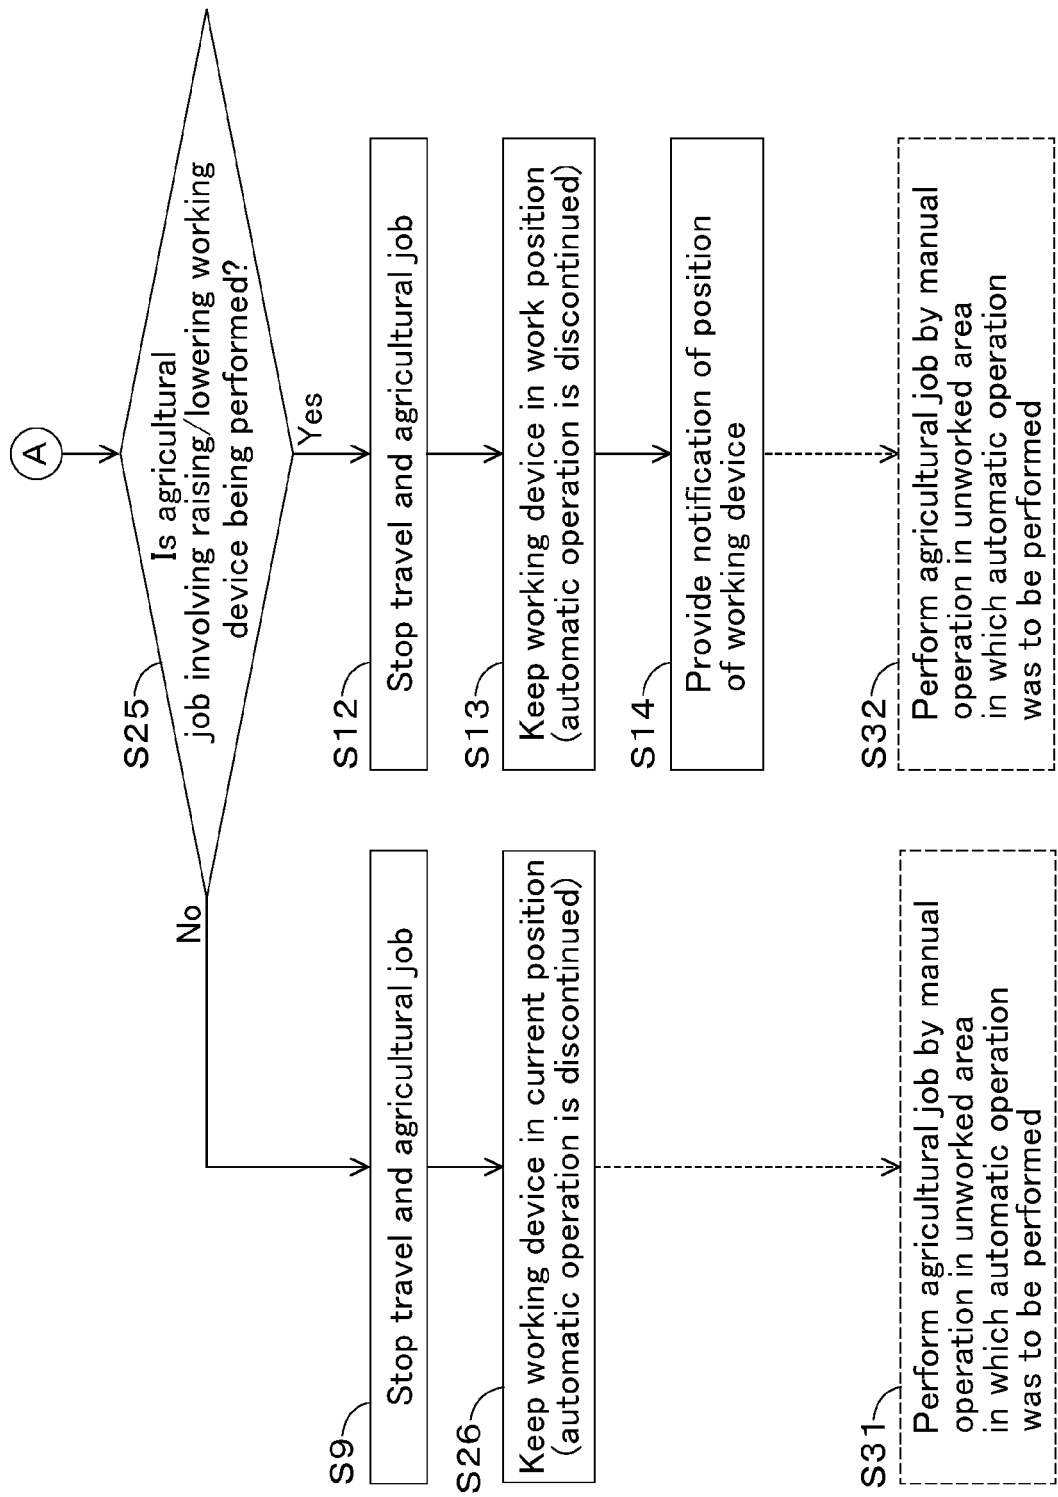 A
S25
Is agricultural
job involving raising/lowering working
device being performed?
Yes
No
S12
Stop travel and agricultural job
S13
Keep working device in work position
(automatic operation is discontinued)
S14
Provide notification of position
of working device
S32
Perform agricultural job by manual
operation in unworked area
in which automatic operation
was to be performed
S9
Stop travel and agricultural job
S26
Keep working device in current position
(automatic operation is discontinued)
S31
Perform agricultural job by manual
operation in unworked area
in which automatic operation
was to be performed